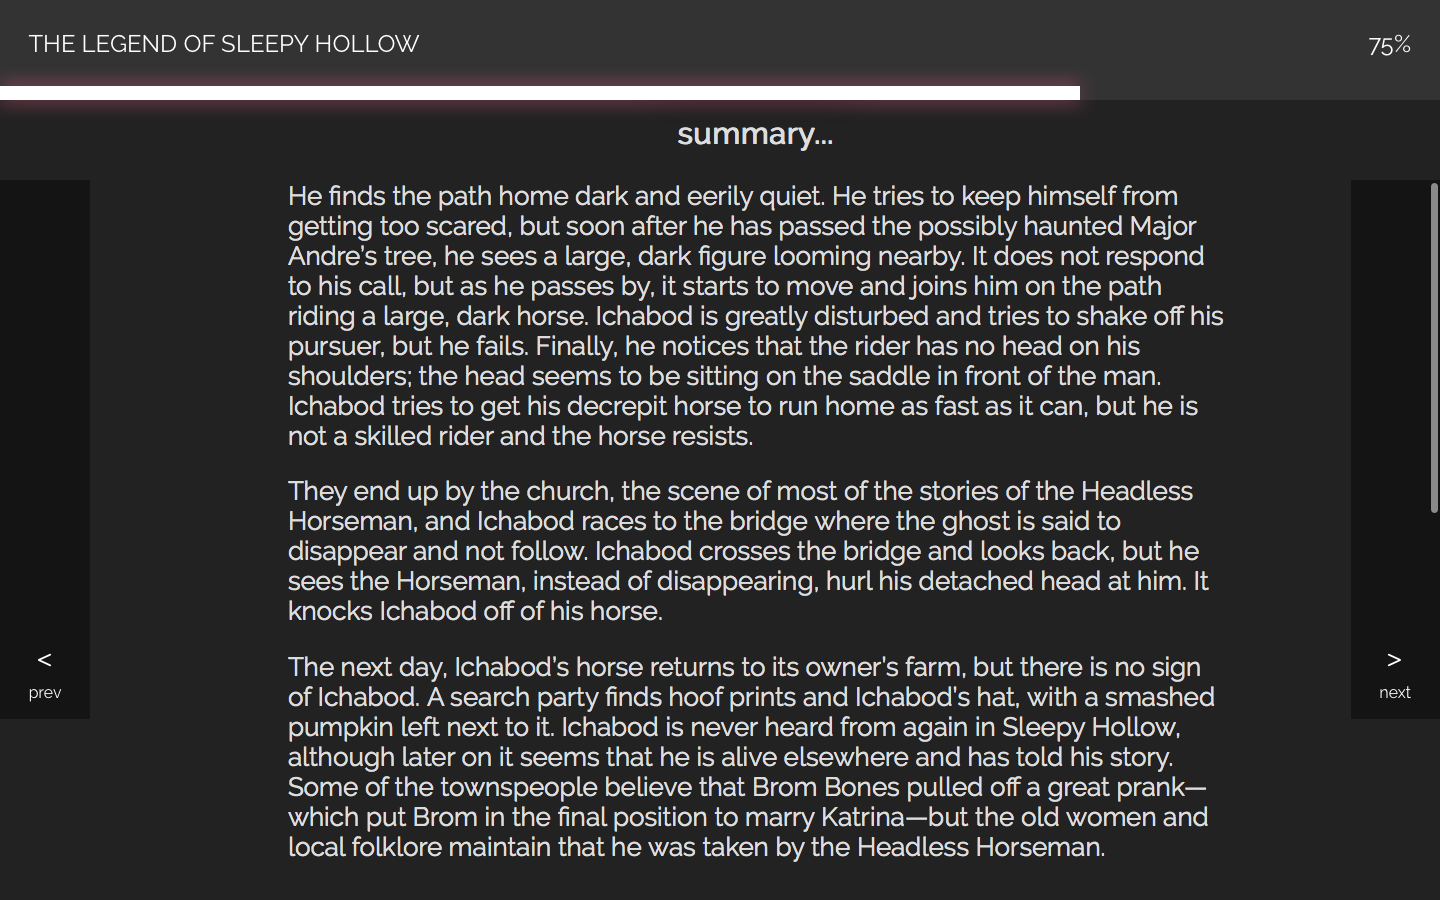 THE LEGEND OF SLEEPY HOLLOW
75%
summary...
He finds the path home dark and eerily quiet. He tries to keep himself from
getting too scared, but soon after he has passed the possibly haunted Major
Andre’s tree, he sees a large, dark figure looming nearby. It does not respond
to his call, but as he passes by, it starts to move and joins him on the path
riding a large, dark horse. Ichabod is greatly disturbed and tries to shake off his
pursuer, but he fails. Finally, he notices that the rider has no head on his
shoulders; the head seems to be sitting on the saddle in front of the man.
Ichabod tries to get his decrepit horse to run home as fast as it can, but he is
not a skilled rider and the horse resists.
They end up by the church, the scene of most of the stories of the Headless
Horseman, and Ichabod races to the bridge where the ghost is said to
disappear and not follow. Ichabod crosses the bridge and looks back, but he
sees the Horseman, instead of disappearing, hurl his detached head at him. It
knocks Ichabod off of his horse.
The next day, Ichabod’s horse returns to its owner’s farm, but there is no sign
of Ichabod. A search party finds hoof prints and Ichabod’s hat, with a smashed
pumpkin left next to it. Ichabod is never heard from again in Sleepy Hollow,
although later on it seems that he is alive elsewhere and has told his story.
Some of the townspeople believe that Brom Bones pulled off a great prank—
which put Brom in the final position to marry Katrina—but the old women and
local folklore maintain that he was taken by the Headless Horseman.
<
prev
>
next